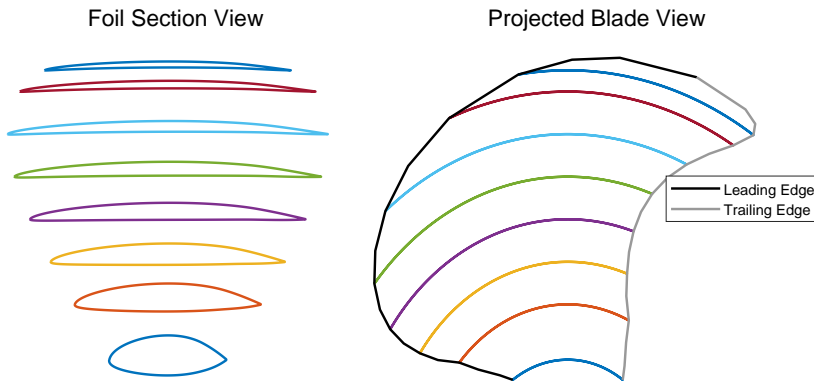 Foil Section View
Projected Blade View
Leading Edge
Trailing Edge